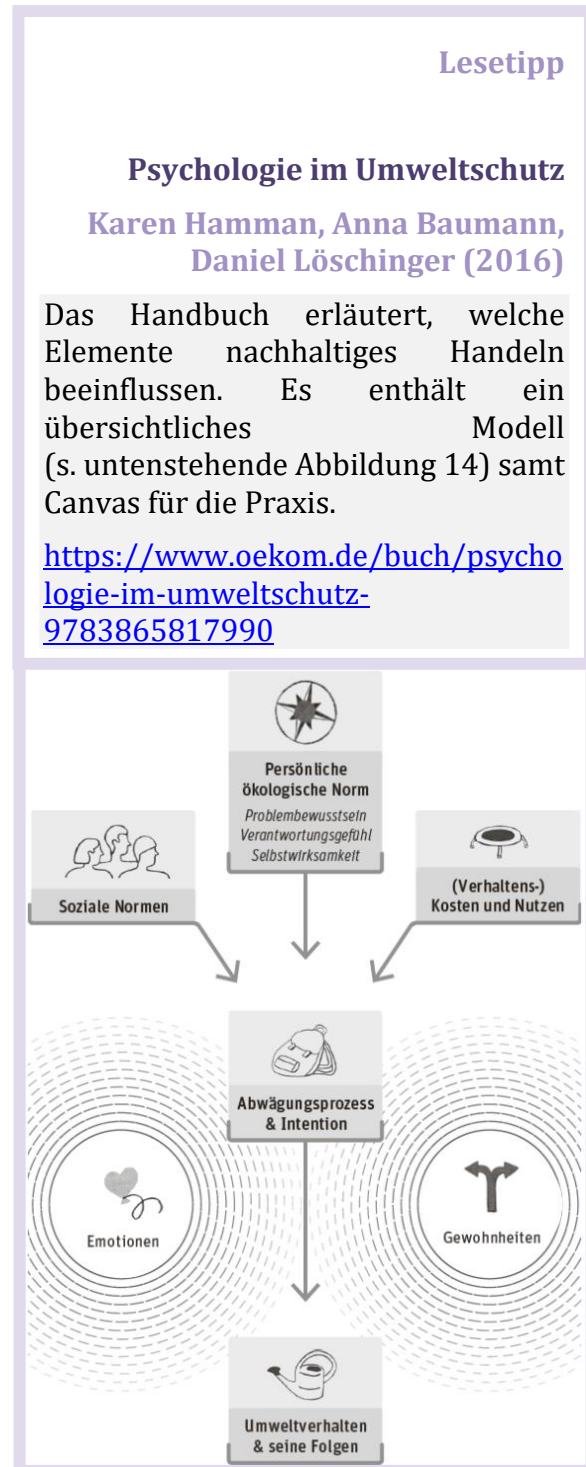 Lesetipp
Psychologie im Umweltschutz
Karen Hamman, Anna Baumann,
Daniel Löschinger (2016)
Das Handbuch erläutert, welche
Elemente nachhaltiges Handeln
beeinflussen. Es enthält ein
übersichtliches Modell
(s. untenstehende Abbildung 14) samt
Canvas für die Praxis.
https://www.oekom.de/buch/psycho
logie-im-umweltschutz-
9783865817990
Persönliche
ökologische Norm
Problembewusstsein
Verantwortungsgefühl
Selbstwirksamkeit
Soziale Normen
(Verhaltens-)
Kosten und Nutzen
Abwägungsprozess
& Intention
Emotionen
Gewohnheiten
Umweltverhalten
& seine Folgen